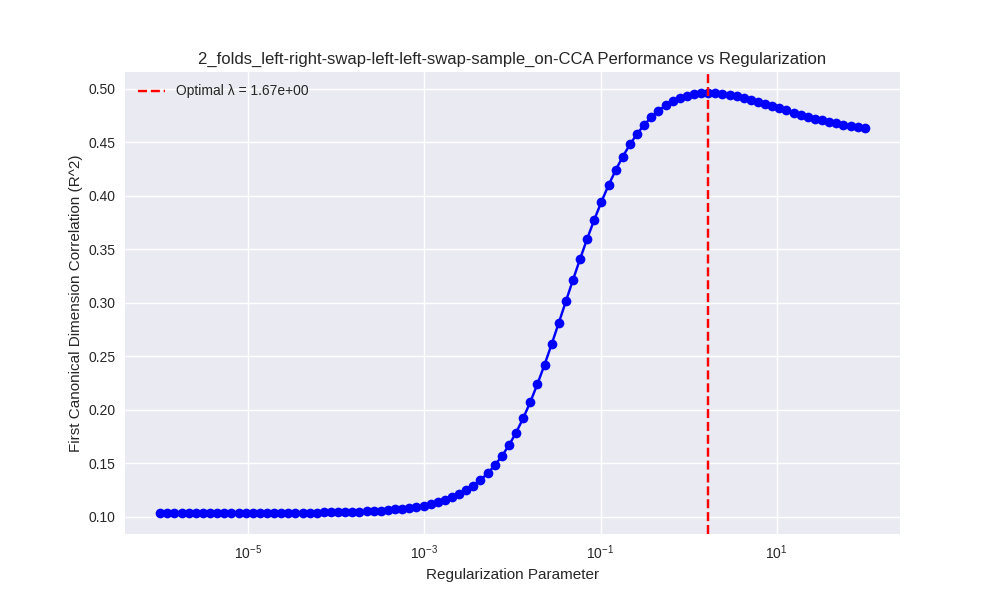 2_folds_left-right-swap-left-left-swap-sample_on-CCA Performance vs Regularization
Optimal λ = 1.67e+00
First Canonical Dimension Correlation (R^2)
0.50
0.45
0.40
0.35
0.30
0.25
0.20
0.15
0.10
10⁻⁵ 10⁻³ 10⁻¹ 10¹
Regularization Parameter